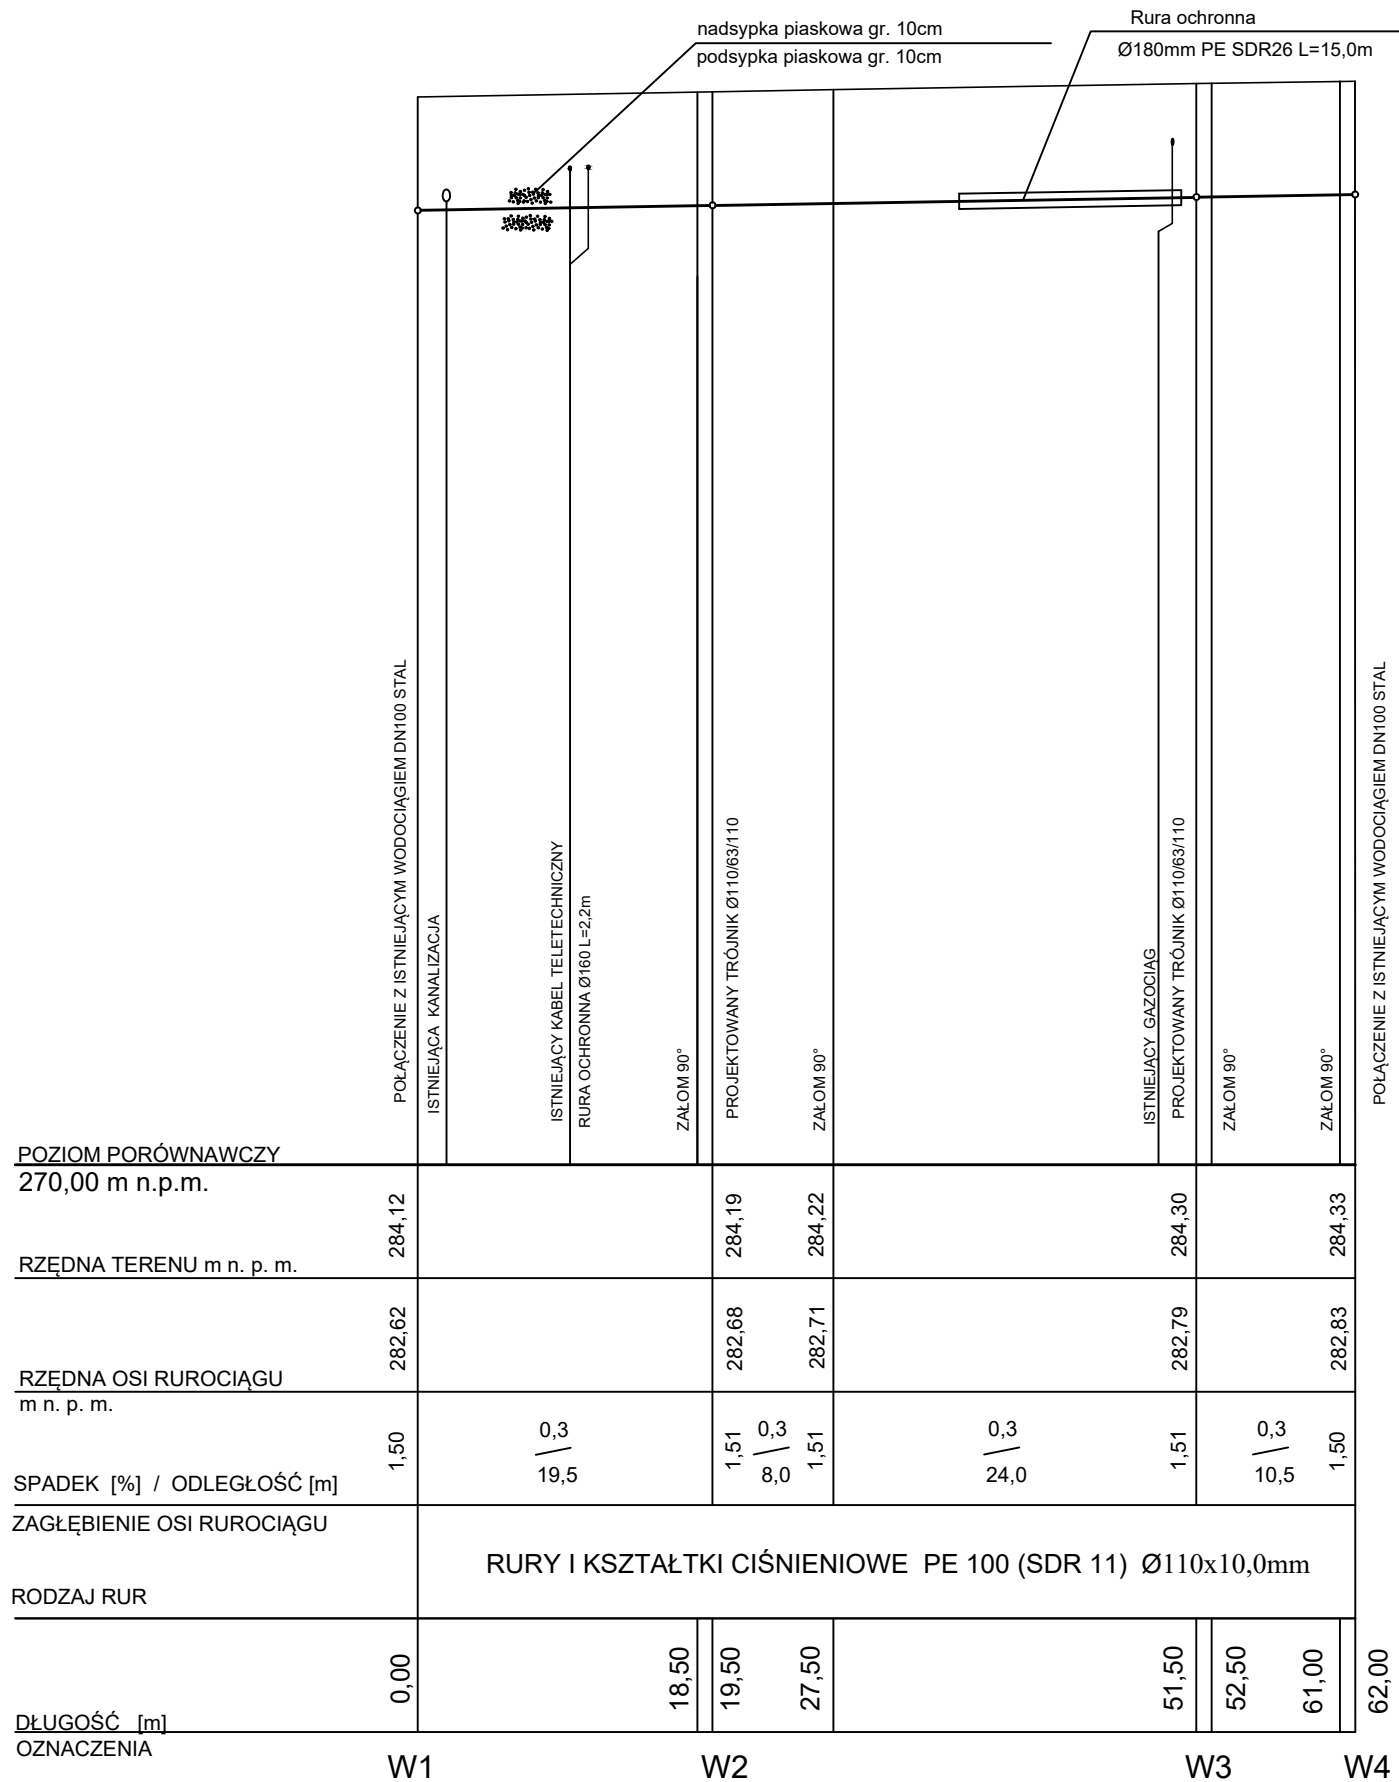 nadsypka piaskowa gr. 10cm
podsypka piaskowa gr. 10cm
Rura ochronna
Ø180mm PE SDR26 L=15,0m
POŁĄCZENIE Z ISTNIEJĄCYM WODOCIĄGIEM DN100 STAL
ISTNIEJĄCA KANALIZACJA
ISTNIEJĄCY KABEL TELETECHNICZNY
RURA OCHRONNA Ø160 L=2,2m
ZAŁOM 90°
PROJEKTOWANY TRÓJNIK Ø110/63/110
ZAŁOM 90°
ISTNIEJĄCY GAZOCIĄG
PROJEKTOWANY TRÓJNIK Ø110/63/110
ZAŁOM 90°
ZAŁOM 90°
POŁĄCZENIE Z ISTNIEJĄCYM WODOCIĄGIEM DN100 STAL
POZIOM PORÓWNAWCZY
270,00 m n.p.m.
RZĘDNA TERENU m n. p. m.
284,12
284,19
284,22
284,30
284,33
RZĘDNA OSI RUROCIĄGU
m n. p. m.
282,62
282,68
282,71
282,79
282,83
SPADEK [%] / ODLEGŁOŚĆ [m]
1,50
0,3
19,5
1,51
0,3
8,0
1,51
0,3
24,0
1,51
0,3
10,5
1,50
ZAGŁĘBIENIE OSI RUROCIĄGU
RODZAJ RUR
RURY I KSZTAŁTKI CIŚNIENIOWE PE 100 (SDR 11) Ø110x10,0mm
DŁUGOŚĆ [m]
0,00
18,50
19,50
27,50
51,50
52,50
61,00
62,00
OZNACZENIA
W1
W2
W3
W4